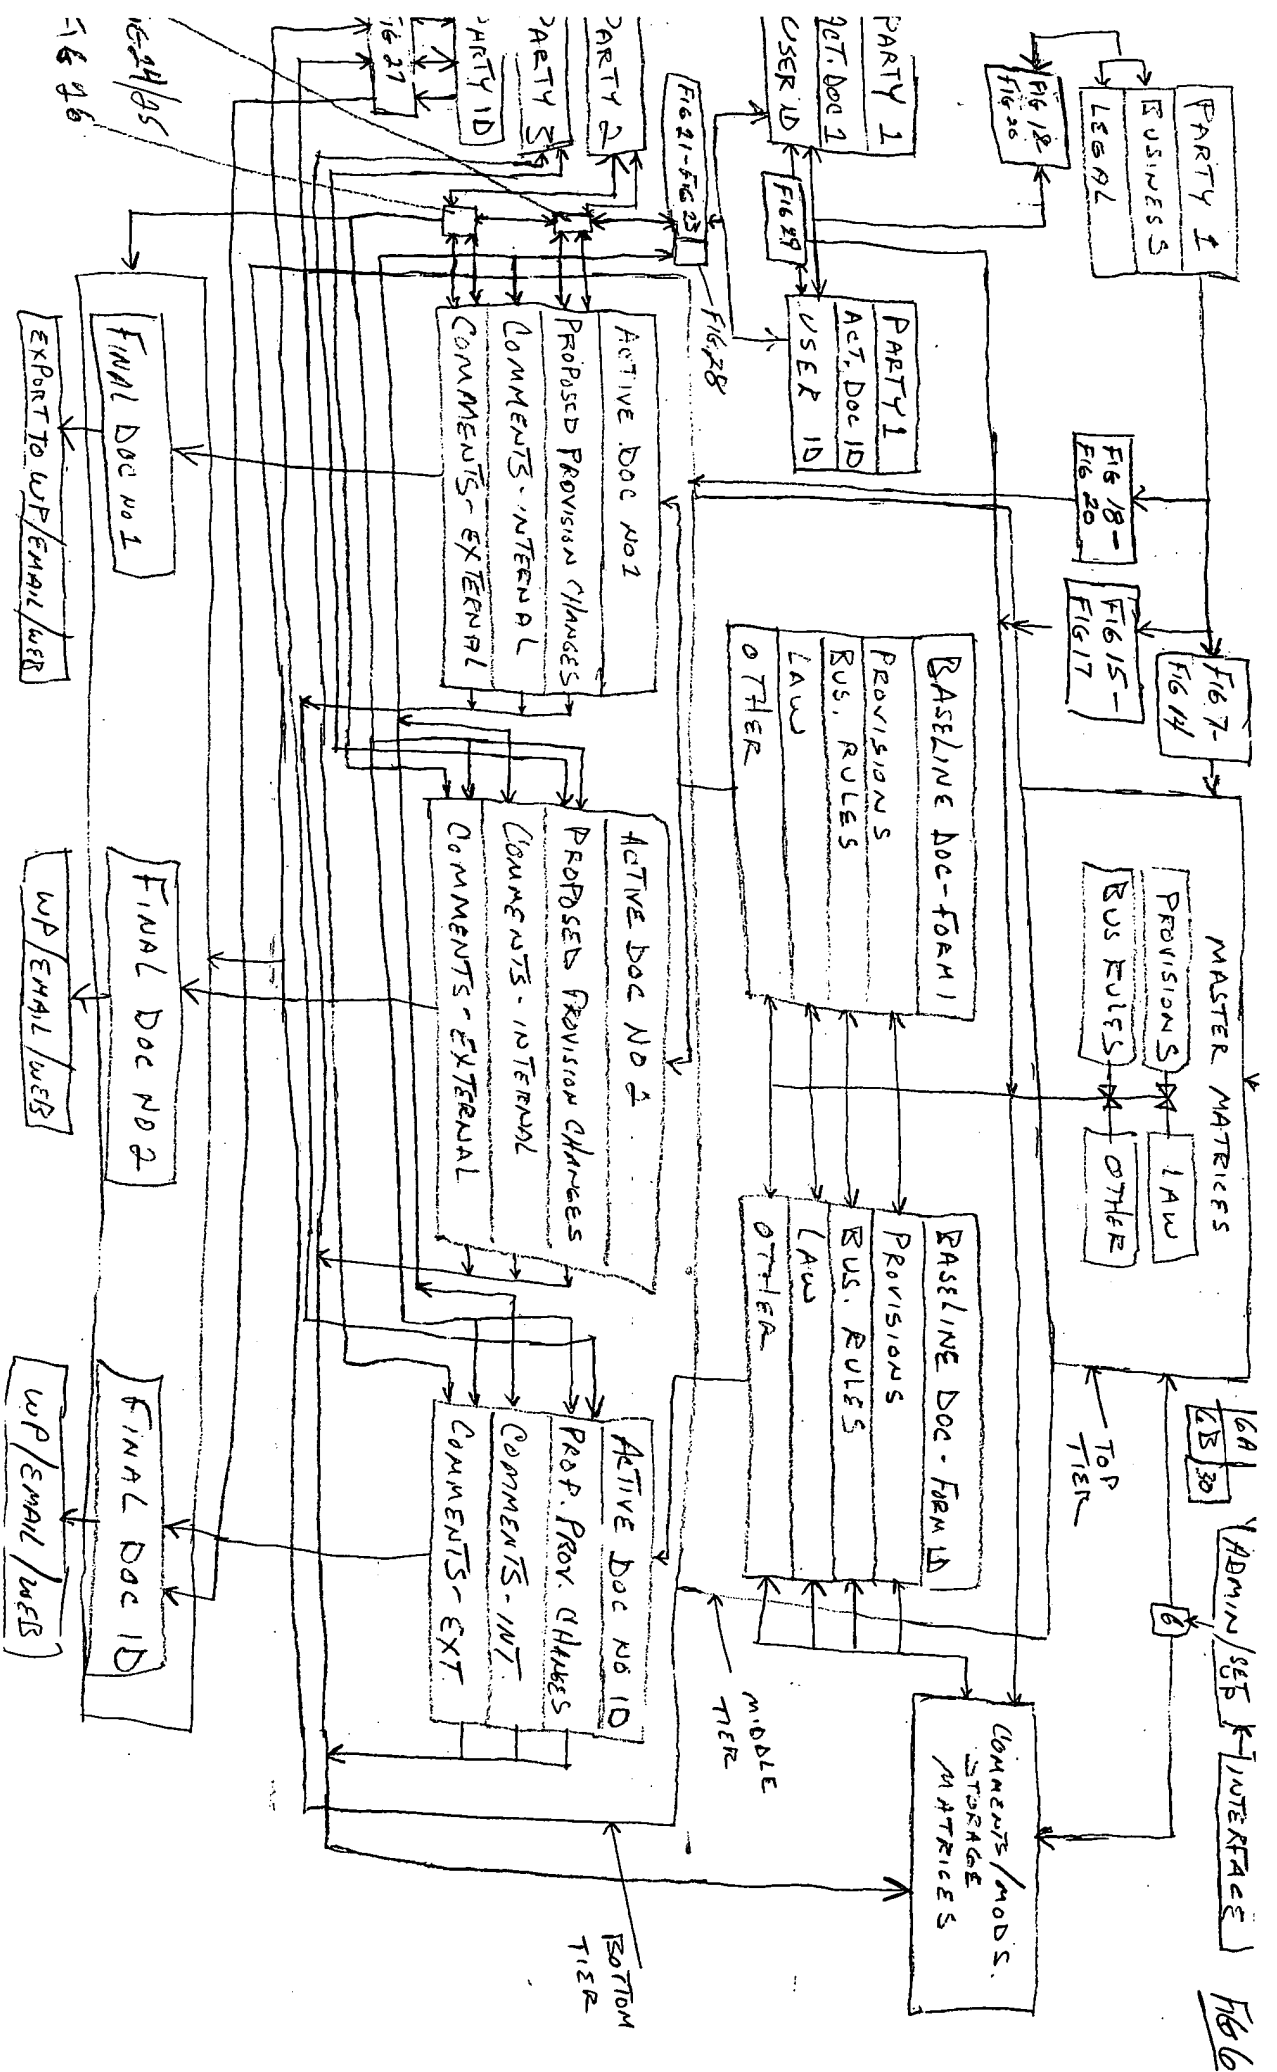 FIG 6
PARTY 1
BUSINESS
LEGAL
FIG 18-
FIG 20
FIG 7-
FIG 14
FIG 15-
FIG 17
FIG 18-
FIG 20
MASTER MATRICES
PROVISIONS
BUS RULES
LAW
OTHER
TOP
TIER
6A
6B
30
ADMIN/SET
UP
INTERFACE
6
COMMENTS/MODS.
STORAGE
MATRICES
PARTY 1
ACT. DOC 1
USER ID
FIG 29
PARTY 1
ACT. DOC ID
USER ID
BASELINE DOC-FORM 1
PROVISIONS
BUS. RULES
LAW
OTHER
BASELINE DOC-FORM ID
PROVISIONS
BUS. RULES
LAW
OTHER
MIDDLE
TIER
FIG 21-FIG 23
FIG. 28
PARTY 2
PARTY 3
PARTY ID
FIG 27
ACTIVE DOC NO 1
PROPOSED PROVISION CHANGES
COMMENTS-INTERNAL
COMMENTS-EXTERNAL
ACTIVE DOC NO 2
PROPOSED PROVISION CHANGES
COMMENTS-INTERNAL
COMMENTS-EXTERNAL
ACTIVE DOC NO ID
PROP. PROV. CHANGES
COMMENTS-INT.
COMMENTS-EXT.
BOTTOM
TIER
24/25
FIG 26
FINAL DOC NO 1
FINAL DOC NO 2
FINAL DOC ID
EXPORT TO WP/EMAIL/WEB
WP/EMAIL/WEB
WP/EMAIL/WEB